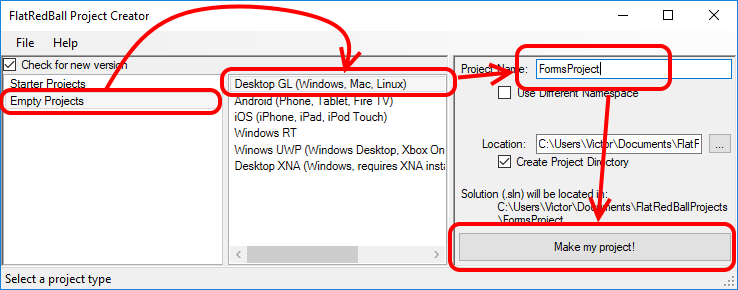 FlatRedBall Project Creator
File Help
Check for new version
Starter Projects
Empty Projects
Desktop GL (Windows, Mac, Linux)
Android (Phone, Tablet, Fire TV)
iOS (iPhone, iPad, iPod Touch)
Windows RT
Winows UWP (Windows Desktop, Xbox On
Desktop XNA (Windows, requires XNA insta
Project Name: FormsProject
Use Different Namespace
Location: C:\Users\Victor\Documents\FlatF ...
Create Project Directory
Solution (.sln) will be located in:
C:\Users\Victor\Documents\FlatRedBallProjects
\FormsProject
Make my project!
Select a project type